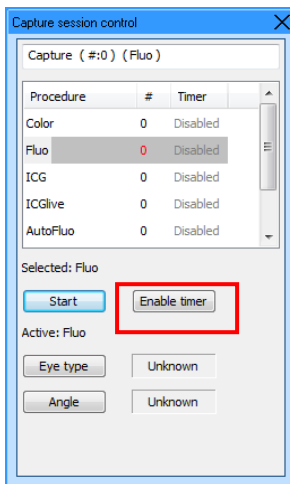 Capture session control
Capture ( #:0 ) ( Fluo )
Procedure # Timer
Color 0 Disabled
Fluo 0 Disabled
ICG 0 Disabled
ICGlive 0 Disabled
AutoFluo 0 Disabled
Selected: Fluo
Start Enable timer
Active: Fluo
Eye type Unknown
Angle Unknown